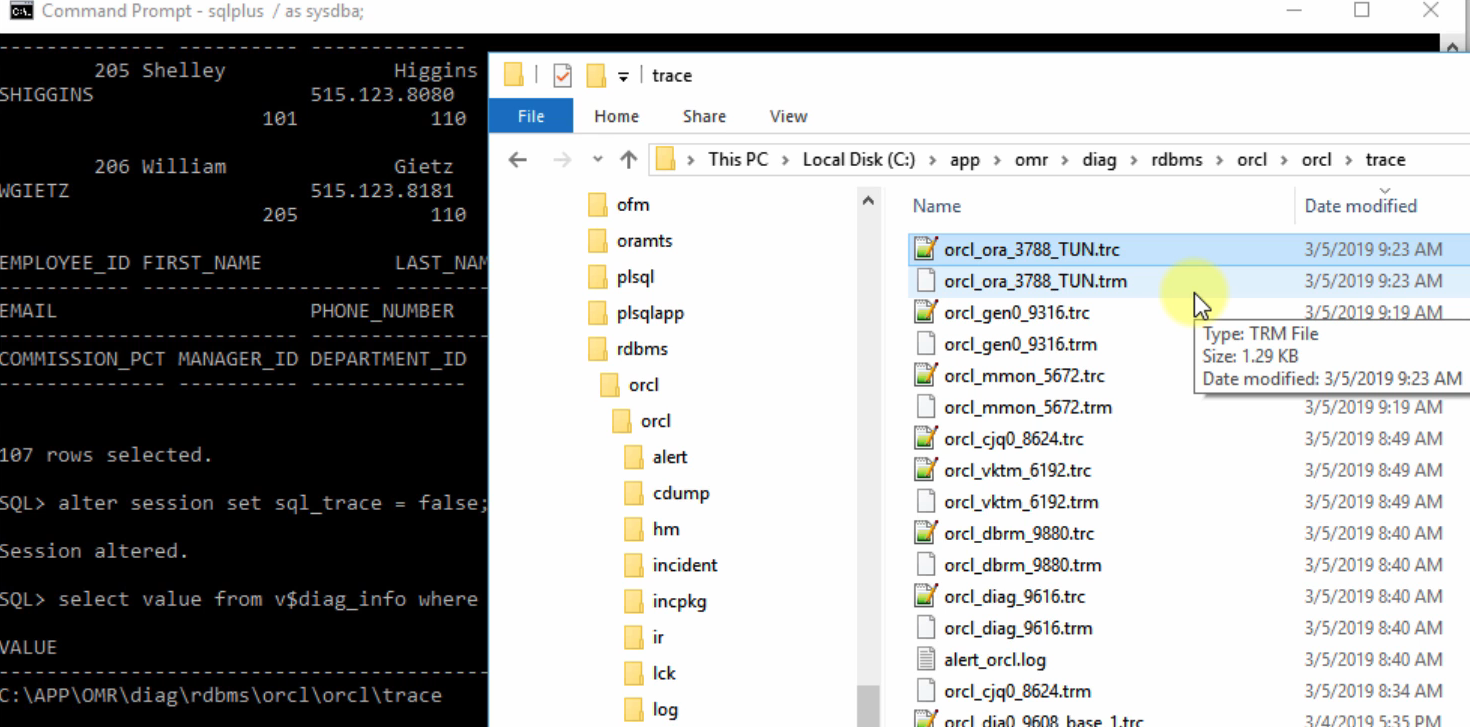 Command Prompt - sqlplus / as sysdba;
-------------- ---------- -------------
205 Shelley Higgins
SHIGGINS 515.123.8080
101 110
206 William Gietz
WGIETZ 515.123.8181
205 110
EMPLOYEE_ID FIRST_NAME LAST_NAM
EMAIL PHONE_NUMBER
COMMISSION_PCT MANAGER_ID DEPARTMENT_ID
-------------- ---------- -------------
107 rows selected.
SQL> alter session set sql_trace = false;
Session altered.
SQL> select value from v$diag_info where
VALUE
C:\APP\OMR\diag\rdbms\orcl\orcl\trace
trace
File Home Share View
This PC > Local Disk (C:) > app > omr > diag > rdbms > orcl > orcl > trace
ofm
oramts
plsql
plsqlapp
rdbms
orcl
orcl
alert
cdump
hm
incident
incpkg
ir
lck
log
Name Date modified
orcl_ora_3788_TUN.trc 3/5/2019 9:23 AM
orcl_ora_3788_TUN.trm 3/5/2019 9:23 AM
orcl_gen0_9316.trc 3/5/2019 9:19 AM
orcl_gen0_9316.trm
orcl_mmon_5672.trc
orcl_mmon_5672.trm 3/5/2019 9:19 AM
orcl_cjq0_8624.trc 3/5/2019 8:49 AM
orcl_vktm_6192.trc 3/5/2019 8:49 AM
orcl_vktm_6192.trm 3/5/2019 8:49 AM
orcl_dbrm_9880.trc 3/5/2019 8:40 AM
orcl_dbrm_9880.trm 3/5/2019 8:40 AM
orcl_diag_9616.trc 3/5/2019 8:40 AM
orcl_diag_9616.trm 3/5/2019 8:40 AM
alert_orcl.log 3/5/2019 8:40 AM
orcl_cjq0_8624.trm 3/5/2019 8:34 AM
orcl_dia0_9608_base_1.trc 3/4/2019 5:35 PM
Type: TRM File
Size: 1.29 KB
Date modified: 3/5/2019 9:23 AM